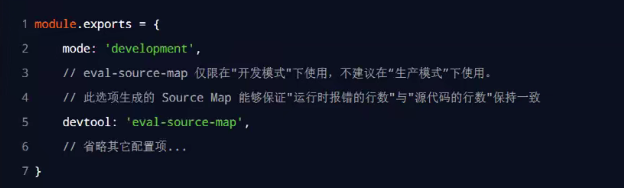 1 module.exports = {
2 mode: 'development',
3 // eval-source-map 仅限在"开发模式"下使用，不建议在“生产模式”下使用。
4 // 此选项生成的 Source Map 能够保证"运行时报错的行数"与"源代码的行数"保持一致
5 devtool: 'eval-source-map',
6 // 省略其它配置项...
7 }